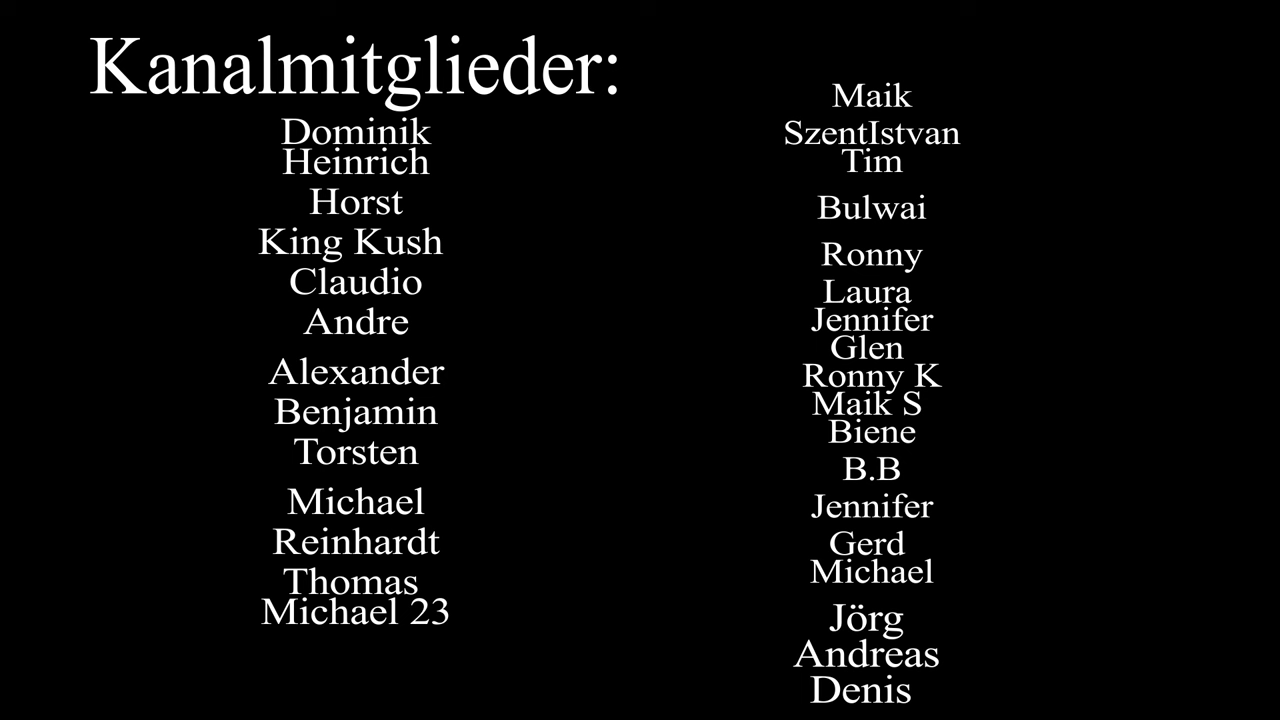 Kanalmitglieder:
Dominik
Heinrich
Horst
King Kush
Claudio
Andre
Alexander
Benjamin
Torsten
Michael
Reinhardt
Thomas
Michael 23
Maik
SzentIstvan
Tim
Bulwai
Ronny
Laura
Jennifer
Glen
Ronny K
Maik S
Biene
B.B
Jennifer
Gerd
Michael
Jörg
Andreas
Denis